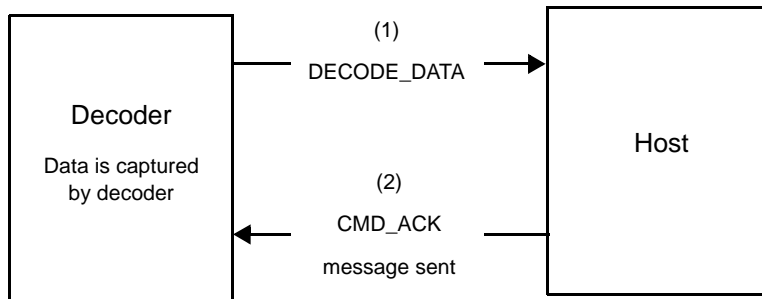 (1)
DECODE_DATA
Decoder
Data is captured
by decoder
Host
(2)
CMD_ACK
message sent